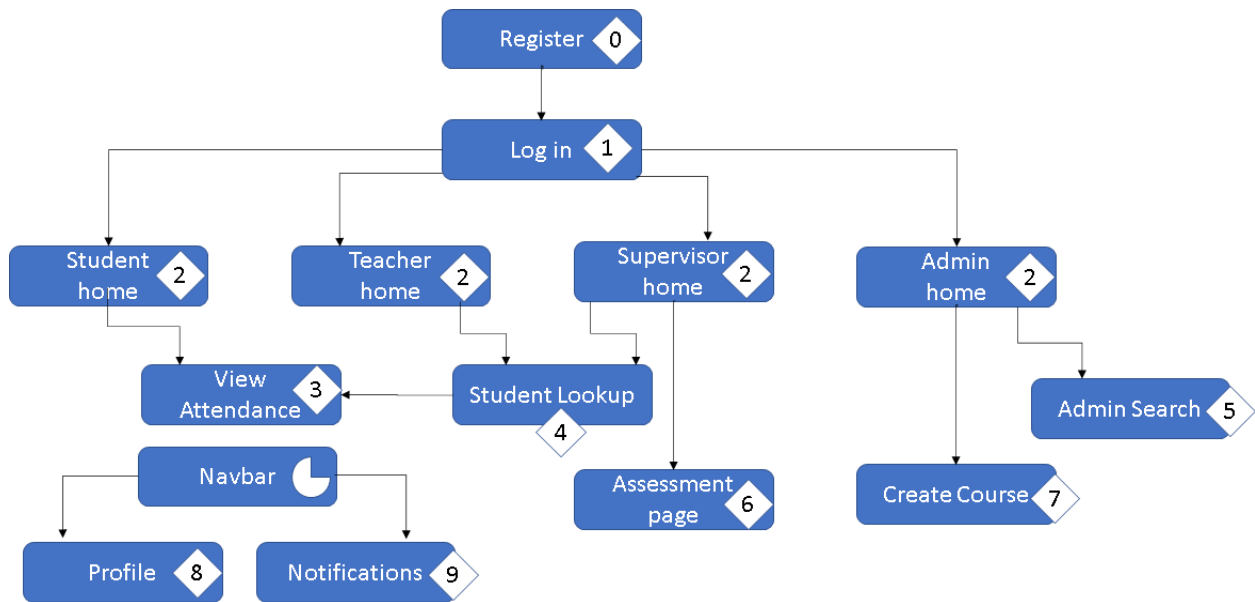 Register
0
Log in
1
Student
home
2
Teacher
home
2
Supervisor
home
2
Admin
home
2
View
Attendance
3
Student Lookup
4
Admin Search
5
Navbar
Assessment
page
6
Create Course
7
Profile
8
Notifications
9